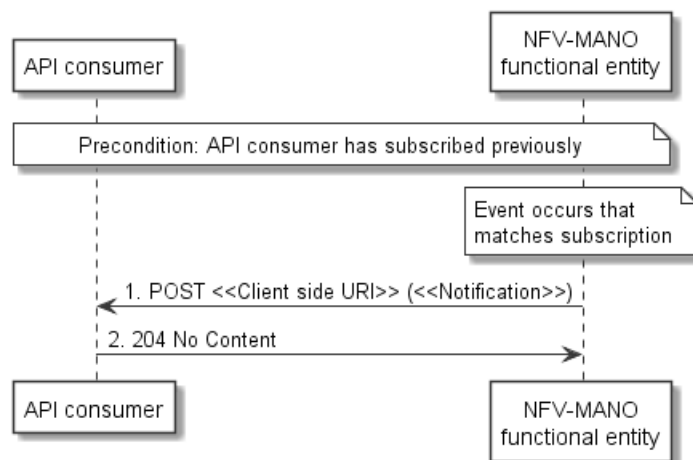 API consumer
NFV-MANO
functional entity
Precondition: API consumer has subscribed previously
Event occurs that
matches subscription
1. POST <<Client side URI>> (<<Notification>>)
2. 204 No Content
API consumer
NFV-MANO
functional entity